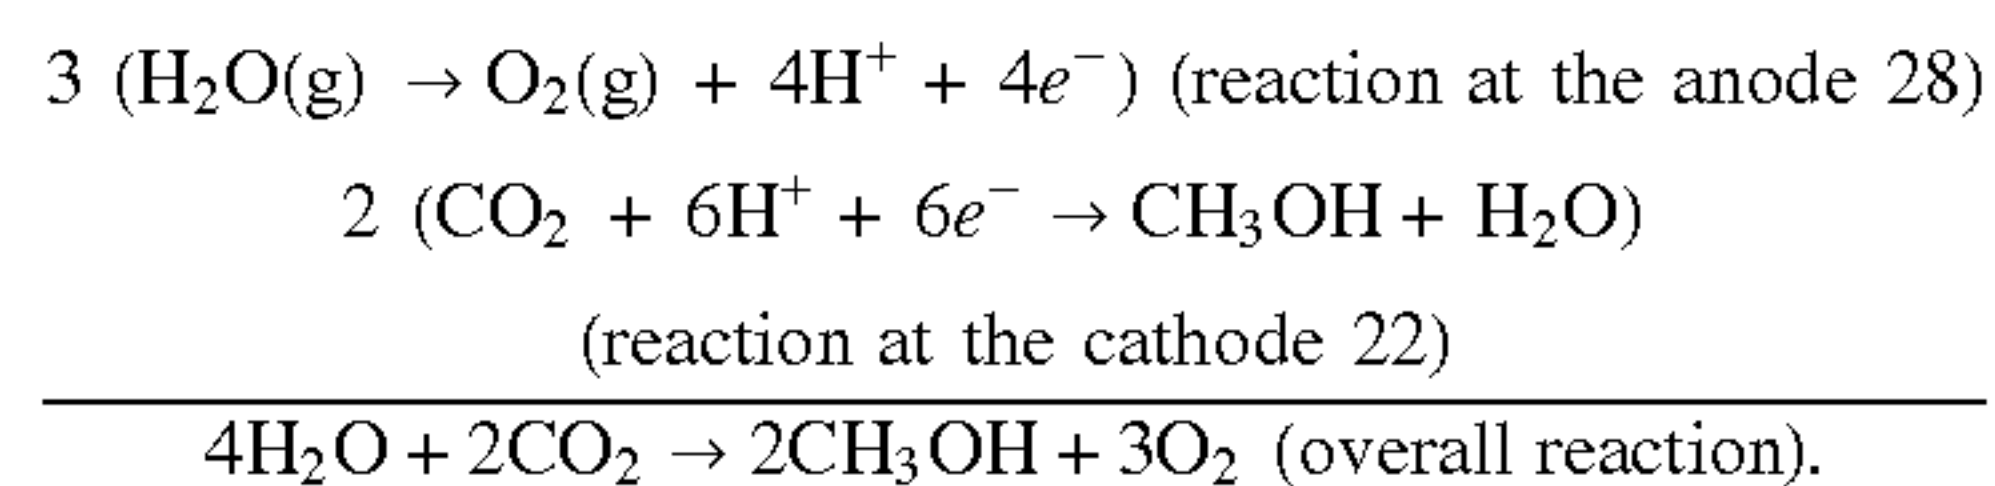 3 (H₂O(g) → O₂(g) + 4H⁺ + 4e⁻) (reaction at the anode 28)
2 (CO₂ + 6H⁺ + 6e⁻ → CH₃OH + H₂O)
(reaction at the cathode 22)
4H₂O + 2CO₂ → 2CH₃OH + 3O₂ (overall reaction).